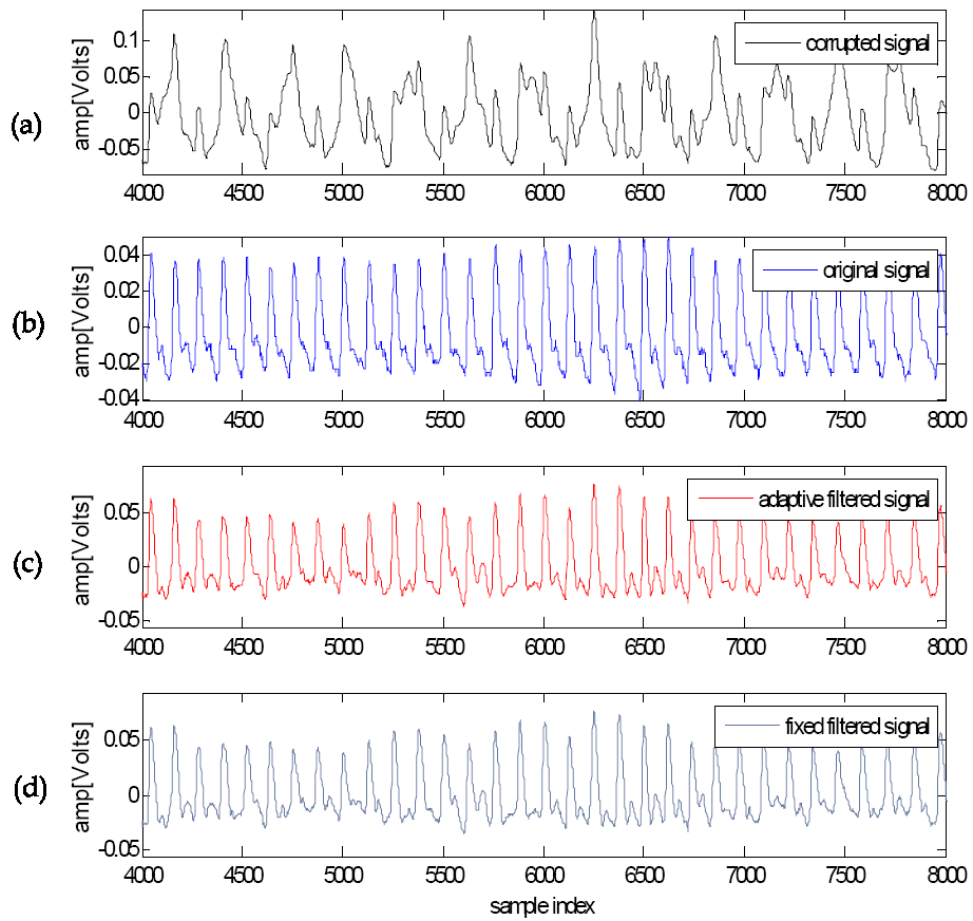 (a)
amp[Volts]
0.1
0.05
0
-0.05
corrupted signal
4000 4500 5000 5500 6000 6500 7000 7500 8000
(b)
amp[Volts]
0.04
0.02
0
-0.02
-0.04
original signal
4000 4500 5000 5500 6000 6500 7000 7500 8000
(c)
amp[Volts]
0.05
0
-0.05
adaptive filtered signal
4000 4500 5000 5500 6000 6500 7000 7500 8000
(d)
amp[Volts]
0.05
0
-0.05
fixed filtered signal
4000 4500 5000 5500 6000 6500 7000 7500 8000
sample index